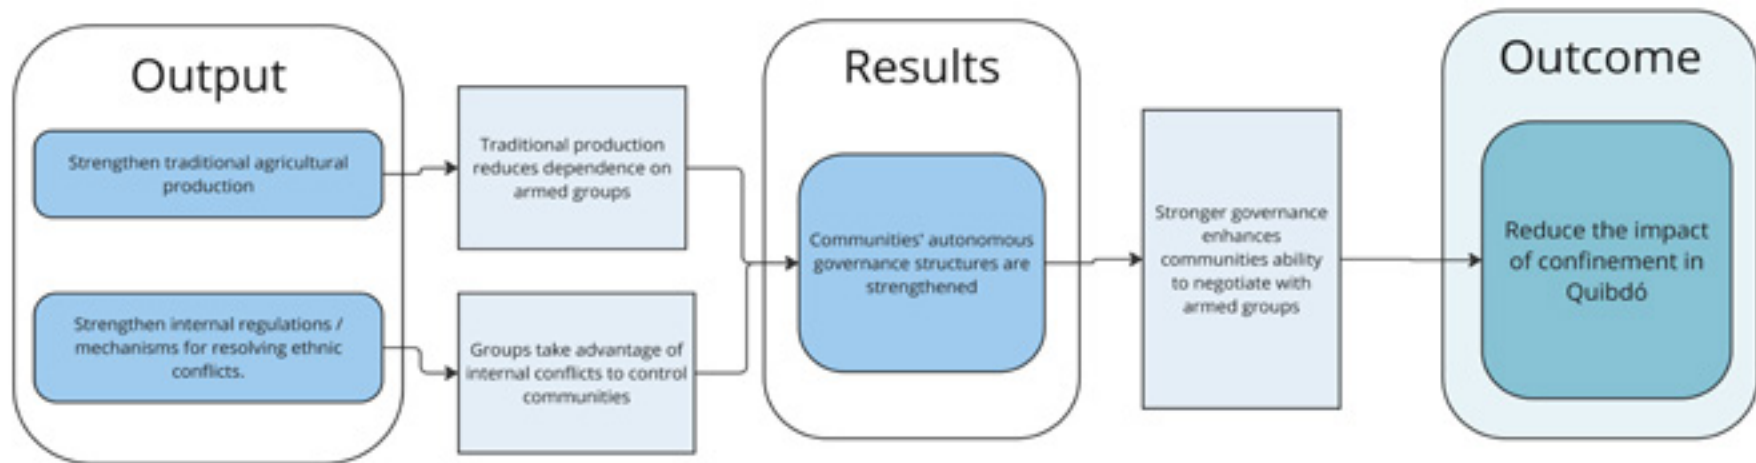 Output
Strengthen traditional agricultural
production
Strengthen internal regulations /
mechanisms for resolving ethnic
conflicts.
Traditional production
reduces dependence on
armed groups
Groups take advantage of
internal conflicts to control
communities
Results
Communities' autonomous
governance structures are
strengthened
Stronger governance
enhances
communities ability
to negotiate with
armed groups
Outcome
Reduce the impact
of confinement in
Quibdó